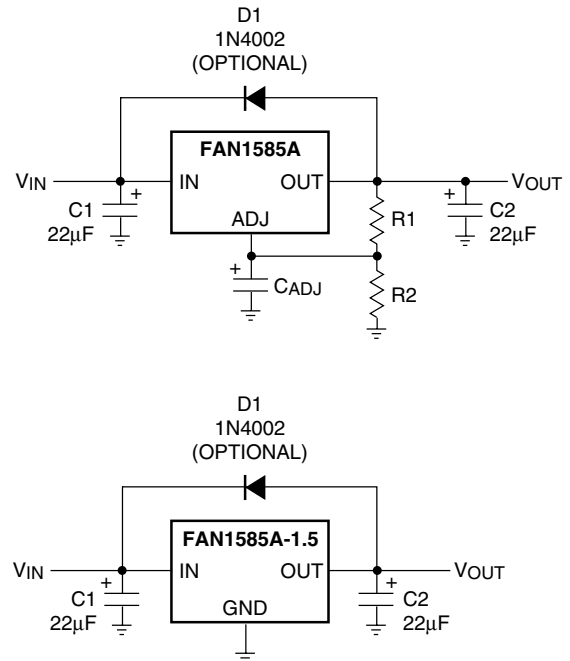 D1
1N4002
(OPTIONAL)
FAN1585A
VIN
IN
OUT
VOUT
+
C1
22μF
ADJ
R1
+
C2
22μF
+
CADJ
R2
D1
1N4002
(OPTIONAL)
FAN1585A-1.5
VIN
IN
OUT
VOUT
+
C1
22μF
GND
+
C2
22μF